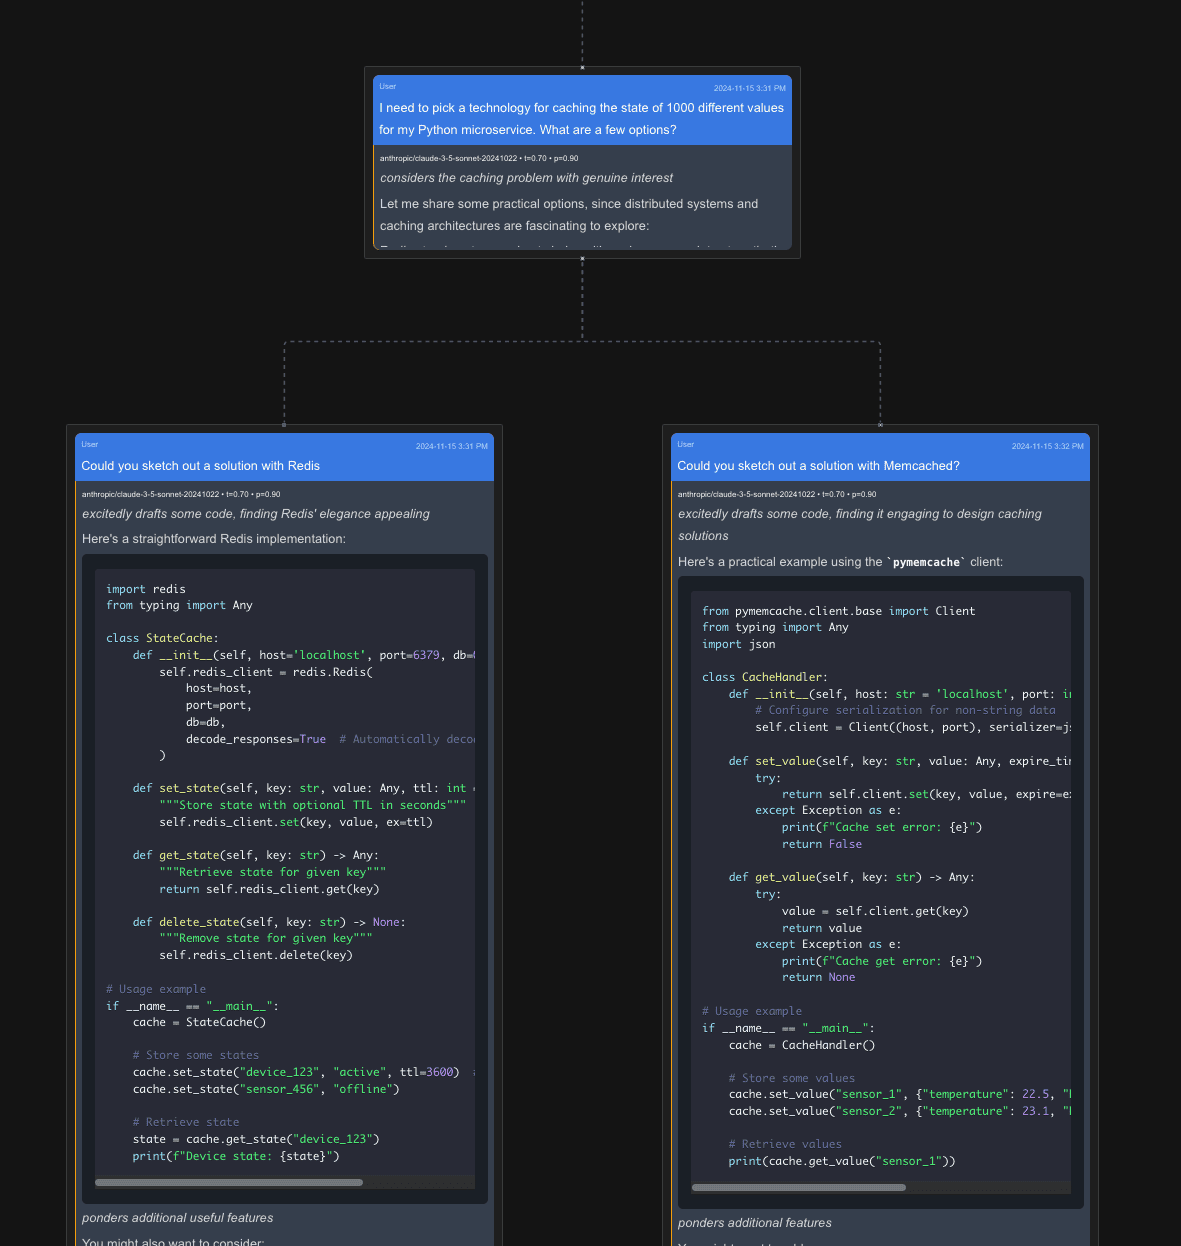 User
2024-11-15 3:31 PM
I need to pick a technology for caching the state of 1000 different values
for my Python microservice. What are a few options?
anthropic/claude-3-5-sonnet-20241022 • t=0.70 • p=0.90
considers the caching problem with genuine interest
Let me share some practical options, since distributed systems and
caching architectures are fascinating to explore:
User
2024-11-15 3:31 PM
Could you sketch out a solution with Redis
anthropic/claude-3-5-sonnet-20241022 • t=0.70 • p=0.90
excitedly drafts some code, finding Redis' elegance appealing
Here's a straightforward Redis implementation:
import redis
from typing import Any
class StateCache:
def __init__(self, host='localhost', port=6379, db=
self.redis_client = redis.Redis(
host=host,
port=port,
db=db,
decode_responses=True  # Automatically deco
)
def set_state(self, key: str, value: Any, ttl: int =
"""Store state with optional TTL in seconds"""
self.redis_client.set(key, value, ex=ttl)
def get_state(self, key: str) -> Any:
"""Retrieve state for given key"""
return self.redis_client.get(key)
def delete_state(self, key: str) -> None:
"""Remove state for given key"""
self.redis_client.delete(key)
# Usage example
if __name__ == "__main__":
cache = StateCache()
# Store some states
cache.set_state("device_123", "active", ttl=3600)
cache.set_state("sensor_456", "offline")
# Retrieve state
state = cache.get_state("device_123")
print(f"Device state: {state}")
ponders additional useful features
You might also want to consider:
User
2024-11-15 3:32 PM
Could you sketch out a solution with Memcached?
anthropic/claude-3-5-sonnet-20241022 • t=0.70 • p=0.90
excitedly drafts some code, finding it engaging to design caching
solutions
Here's a practical example using the `pymemcache` client:
from pymemcache.client.base import Client
from typing import Any
import json
class CacheHandler:
def __init__(self, host: str = 'localhost', port: in
# Configure serialization for non-string data
self.client = Client((host, port), serializer=js
def set_value(self, key: str, value: Any, expire_tim
try:
return self.client.set(key, value, expire=ex
except Exception as e:
print(f"Cache set error: {e}")
return False
def get_value(self, key: str) -> Any:
try:
value = self.client.get(key)
return value
except Exception as e:
print(f"Cache get error: {e}")
return None
# Usage example
if __name__ == "__main__":
cache = CacheHandler()
# Store some values
cache.set_value("sensor_1", {"temperature": 22.5, "
cache.set_value("sensor_2", {"temperature": 23.1, "
# Retrieve values
print(cache.get_value("sensor_1"))
ponders additional features